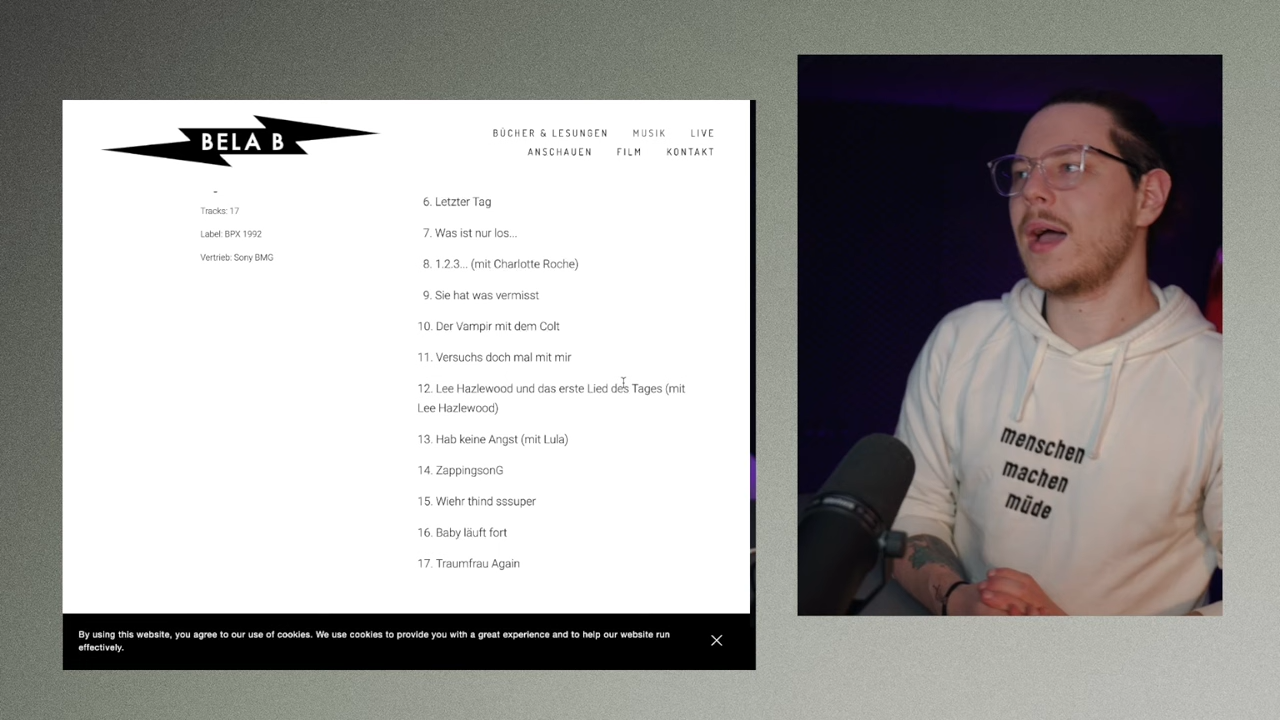 BELA B
BÜCHER & LESUNGEN MUSIK LIVE
ANSCHAUEN FILM KONTAKT
Tracks: 17
Label: BPX 1992
Vertrieb: Sony BMG
6. Letzter Tag
7. Was ist nur los...
8. 1.2.3... (mit Charlotte Roche)
9. Sie hat was vermisst
10. Der Vampir mit dem Colt
11. Versuchs doch mal mit mir
12. Lee Hazlewood und das erste Lied des Tages (mit
Lee Hazlewood)
13. Hab keine Angst (mit Lula)
14. ZappingsonG
15. Wiehr thind sssuper
16. Baby läuft fort
17. Traumfrau Again
By using this website, you agree to our use of cookies. We use cookies to provide you with a great experience and to help our website run
effectively.
menschen
machen
müde